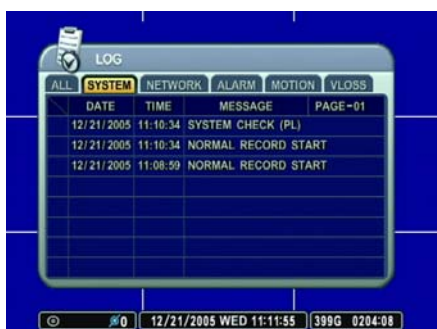 LOG
ALL SYSTEM NETWORK ALARM MOTION VLOSS
DATE TIME MESSAGE PAGE-01
12/21/2005 11:10:34 SYSTEM CHECK (PL)
12/21/2005 11:10:34 NORMAL RECORD START
12/21/2005 11:08:59 NORMAL RECORD START
0 12/21/2005 WED 11:11:55 399G 0204:08